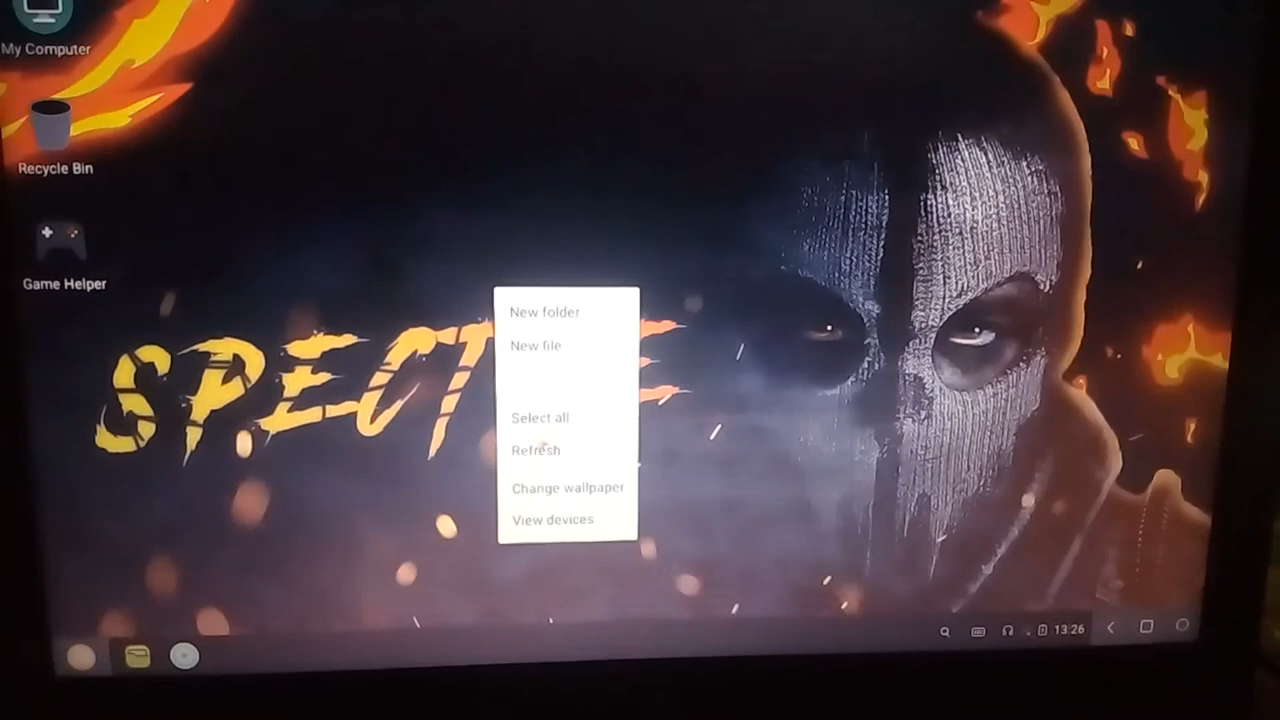 My Computer
Recycle Bin
Game Helper
New folder
New file
Select all
Refresh
Change wallpaper
View devices
13:26